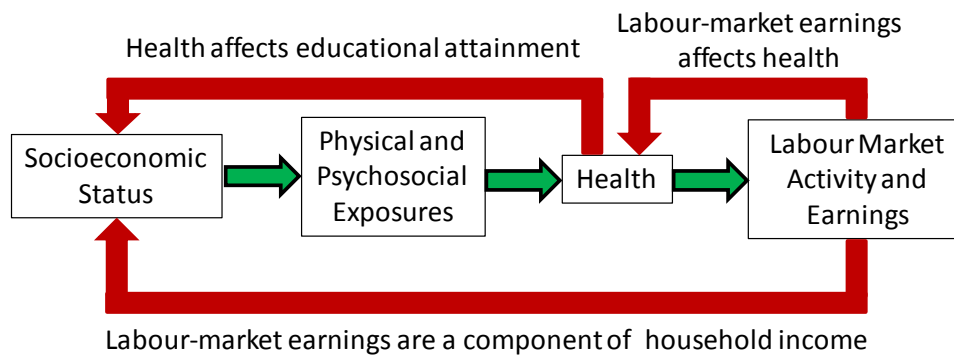 Health affects educational attainment
Labour-market earnings
affects health
Socioeconomic
Status
Physical and
Psychosocial
Exposures
Health
Labour Market
Activity and
Earnings
Labour-market earnings are a component of household income